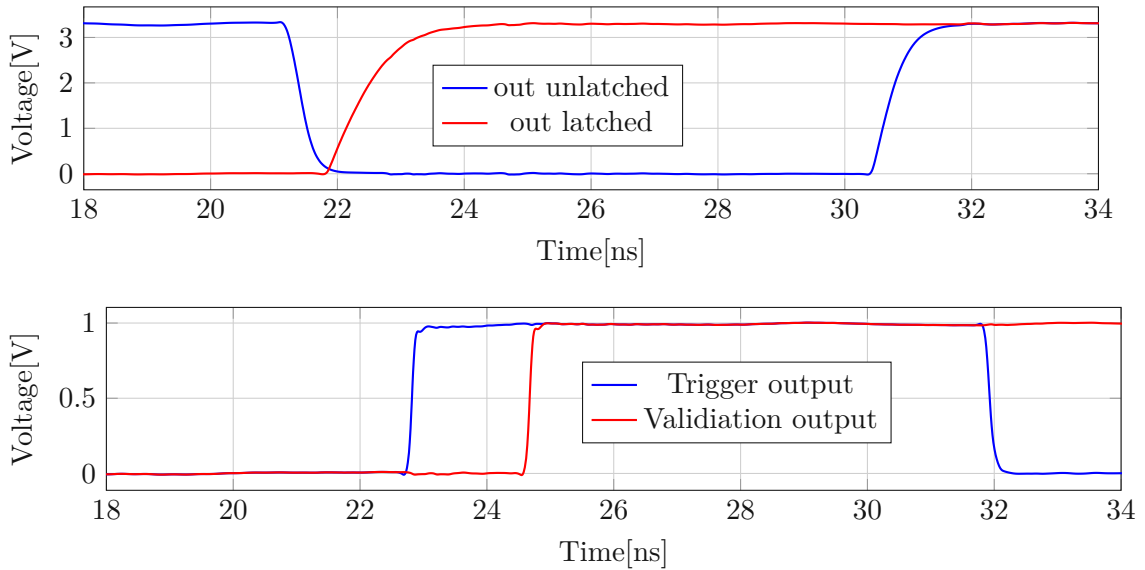 3
2
1
0
Voltage[V]
out unlatched
out latched
18 20 22 24 26 28 30 32 34
Time[ns]
1
0.5
0
Voltage[V]
Trigger output
Validiation output
18 20 22 24 26 28 30 32 34
Time[ns]